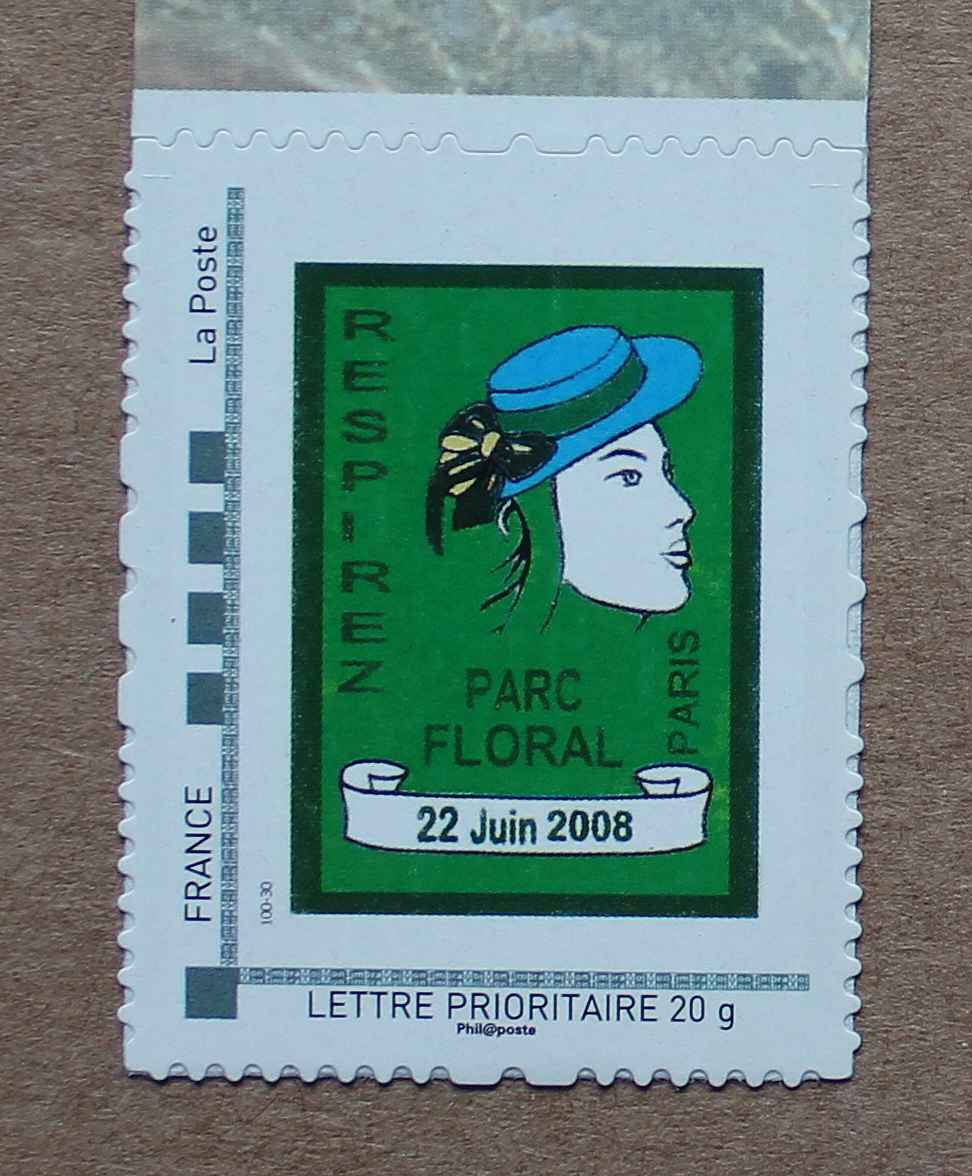 La Poste
FRANCE
100-30
RESPIREZ
PARC
FLORAL
PARIS
22 Juin 2008
LETTRE PRIORITAIRE 20 g
Phil@poste